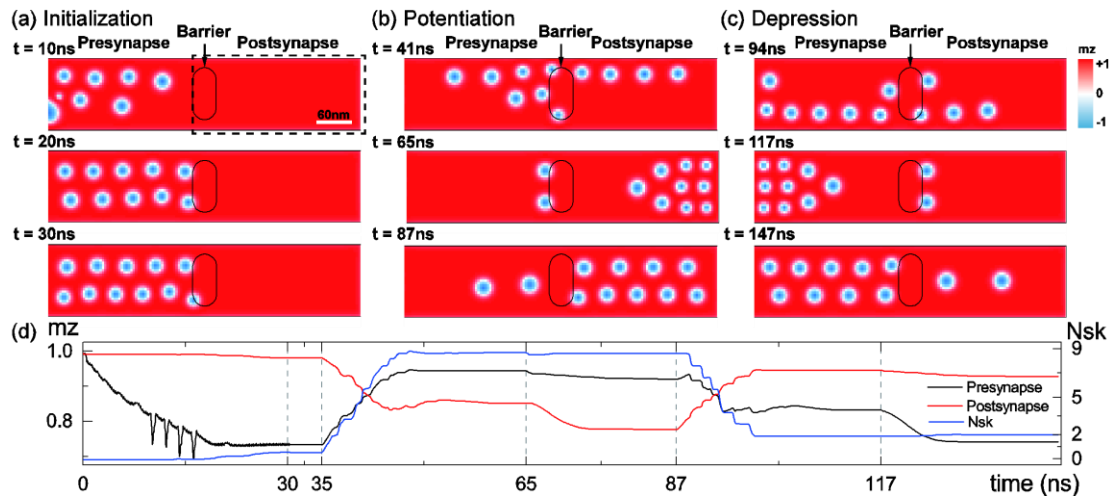 (a) Initialization
(b) Potentiation
(c) Depression
t = 10ns
Presynapse
Barrier
Postsynapse
60nm
t = 20ns
t = 30ns
t = 41ns
Presynapse
Barrier
Postsynapse
t = 65ns
t = 87ns
t = 94ns
Presynapse
Barrier
Postsynapse
t = 117ns
t = 147ns
mz
+1
0
-1
(d)
mz
1.0
0.8
Nsk
9
7
5
2
0
Presynapse
Postsynapse
Nsk
0
30
35
65
87
117
time (ns)